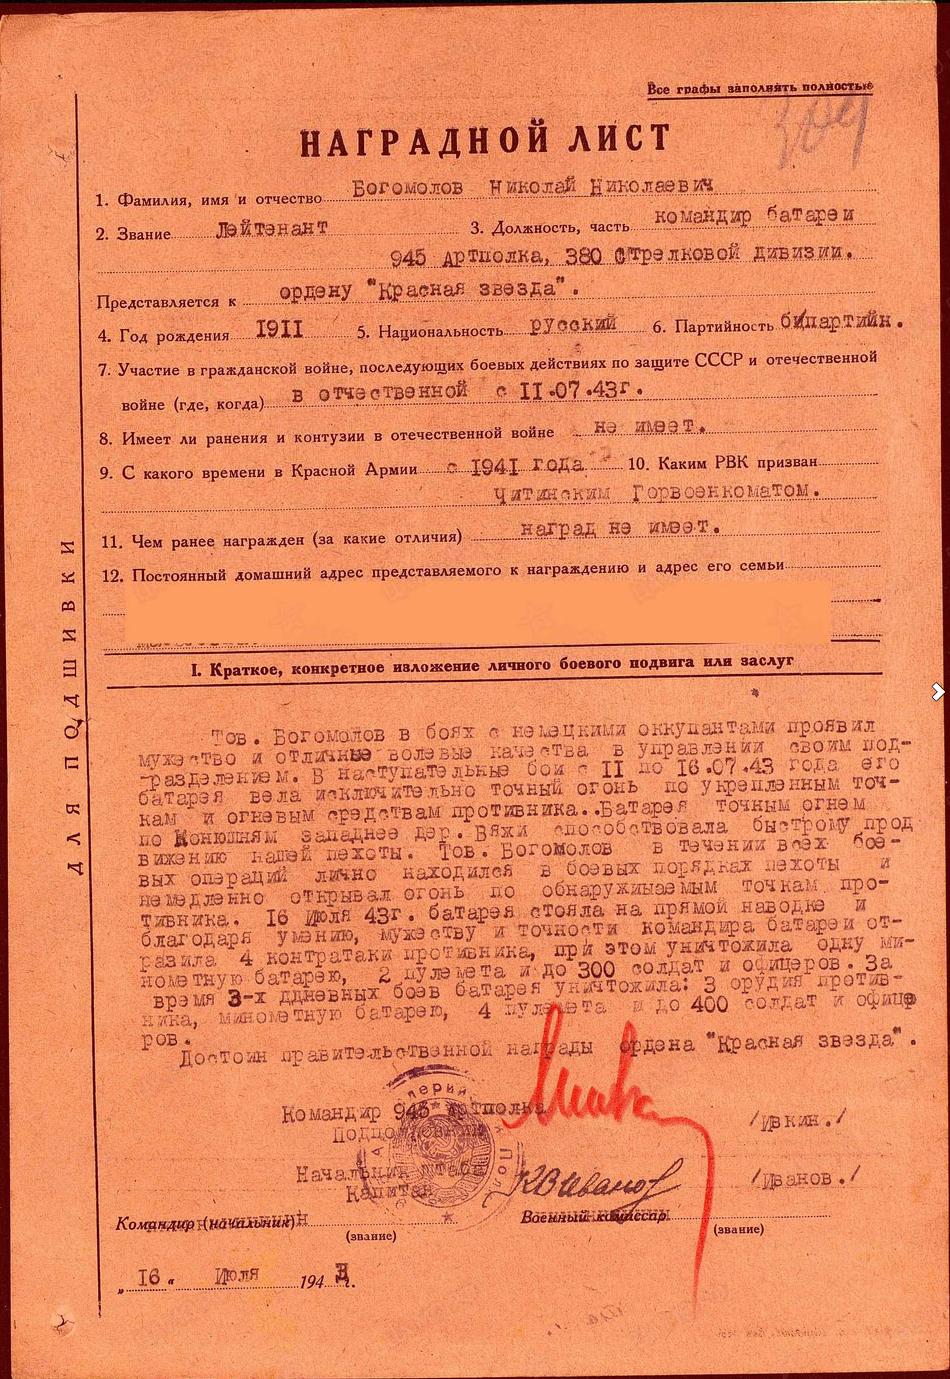 Все графы заполнять полностью
309
НАГРАДНОЙ ЛИСТ
1. Фамилия, имя и отчество Богомолов Николай Николаевич
2. Звание Лейтенант 3. Должность, часть командир батареи
945 Артполка, 380 Стрелковой дивизии.
Представляется к ордену "Красная звезда".
4. Год рождения 1911 5. Национальность русский 6. Партийность б/партийн.
7. Участие в гражданской войне, последующих боевых действиях по защите СССР и отечественной
войне (где, когда) в отчественной с II.07.43г.
8. Имеет ли ранения и контузии в отечественной войне не имеет.
9. С какого времени в Красной Армии с 1941 года 10. Каким РВК призван
Читинским Горвоенкоматом.
11. Чем ранее награжден (за какие отличия) наград не имеет.
12. Постоянный домашний адрес представляемого к награждению и адрес его семьи
ДЛЯ ПОДШИВКИ
I. Краткое, конкретное изложение личного боевого подвига или заслуг
Тов. Богомолов в боях с немецкими оккупантами проявил
мужество и отличные волевые качества в управлении своим под-
разделением. В наступательные бои с II по 16.07.43 года его
батарея вела исключительно точный огонь по укрепленным точ-
кам и огневым средствам противника..Батарея точным огнем
по Конюшням западнее дер. Вяхи способствовала быстрому прод
вижению нашей пехоты. Тов. Богомолов в течении всех бое-
вых операций лично находился в боевых порядках пехоты и
немедленно открывал огонь по обнаружиыаемым точкам про-
тивника. 16 Июля 43г. батарея стояла на прямой наводке и
благодаря умению, мужеству и точности командира батареи от-
разила 4 контратаки противника, при этом уничтожила одну ми-
нометную батарею, 2 пулемета и до 300 солдат и офицеров. За
время 3-х ддневных боев батарея уничтожила: 3 орудия против-
ника, минометную батарею, 4 пулемета и до 400 солдат и офице
ров.
Достоин правительственной награды ордена "Красная звезда".
Командир 945 Артполка
Подполковник /Ивкин./
Начальник штаба
Капитан КВИванов /Иванов./
Командир (начальник) Военный комиссар
(звание) (звание)
„ 16 “ Июля 1943г.